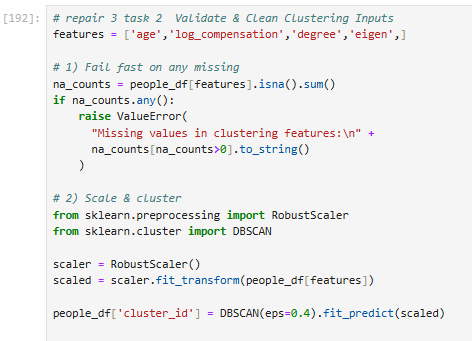 [192]: # repair 3 task 2  Validate & Clean Clustering Inputs
features = ['age','log_compensation','degree','eigen',]
# 1) Fail fast on any missing
na_counts = people_df[features].isna().sum()
if na_counts.any():
    raise ValueError(
      "Missing values in clustering features:\n" +
      na_counts[na_counts>0].to_string()
    )
# 2) Scale & cluster
from sklearn.preprocessing import RobustScaler
from sklearn.cluster import DBSCAN
scaler = RobustScaler()
scaled = scaler.fit_transform(people_df[features])
people_df['cluster_id'] = DBSCAN(eps=0.4).fit_predict(scaled)